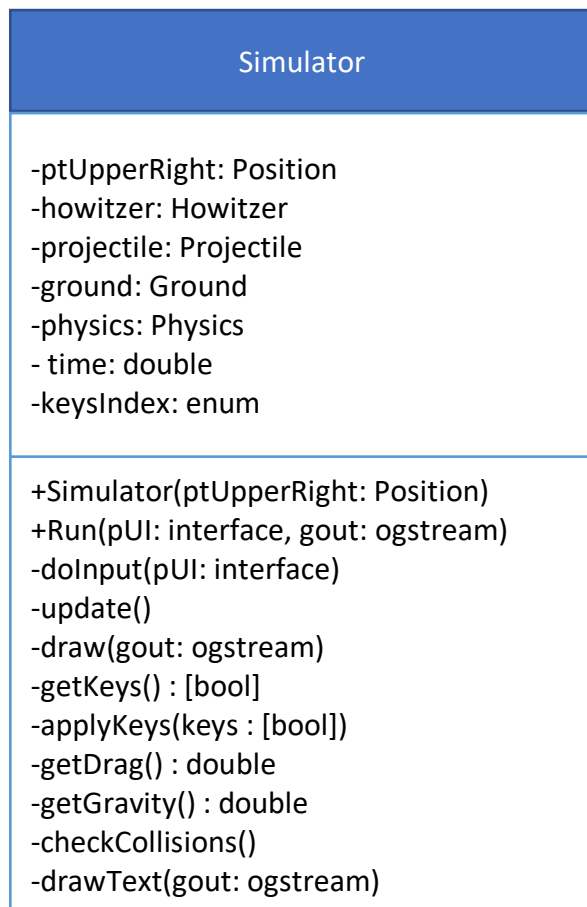 Simulator
-ptUpperRight: Position
-howitzer: Howitzer
-projectile: Projectile
-ground: Ground
-physics: Physics
- time: double
-keysIndex: enum
+Simulator(ptUpperRight: Position)
+Run(pUI: interface, gout: ogstream)
-doInput(pUI: interface)
-update()
-draw(gout: ogstream)
-getKeys() : [bool]
-applyKeys(keys : [bool])
-getDrag() : double
-getGravity() : double
-checkCollisions()
-drawText(gout: ogstream)